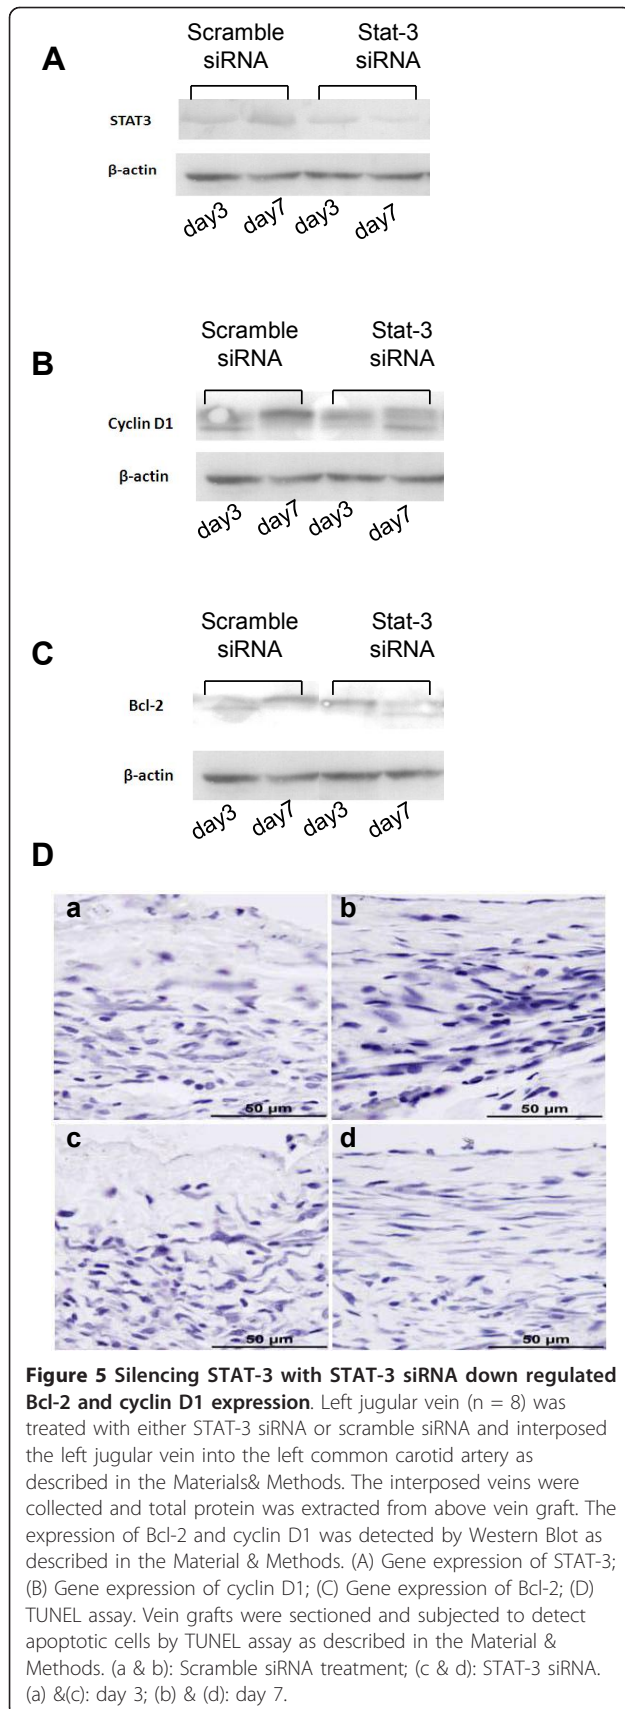 A
Scramble siRNA
Stat-3 siRNA
STAT3
β-actin
day3 day7 day3 day7
B
Scramble siRNA
Stat-3 siRNA
Cyclin D1
β-actin
day3 day7 day3 day7
C
Scramble siRNA
Stat-3 siRNA
Bcl-2
β-actin
day3 day7 day3 day7
D
a
50 µm
b
50 µm
c
50 µm
d
50 µm
Figure 5 Silencing STAT-3 with STAT-3 siRNA down regulated
Bcl-2 and cyclin D1 expression. Left jugular vein (n = 8) was
treated with either STAT-3 siRNA or scramble siRNA and interposed
the left jugular vein into the left common carotid artery as
described in the Materials& Methods. The interposed veins were
collected and total protein was extracted from above vein graft. The
expression of Bcl-2 and cyclin D1 was detected by Western Blot as
described in the Material & Methods. (A) Gene expression of STAT-3;
(B) Gene expression of cyclin D1; (C) Gene expression of Bcl-2; (D)
TUNEL assay. Vein grafts were sectioned and subjected to detect
apoptotic cells by TUNEL assay as described in the Material &
Methods. (a & b): Scramble siRNA treatment; (c & d): STAT-3 siRNA.
(a) &(c): day 3; (b) & (d): day 7.